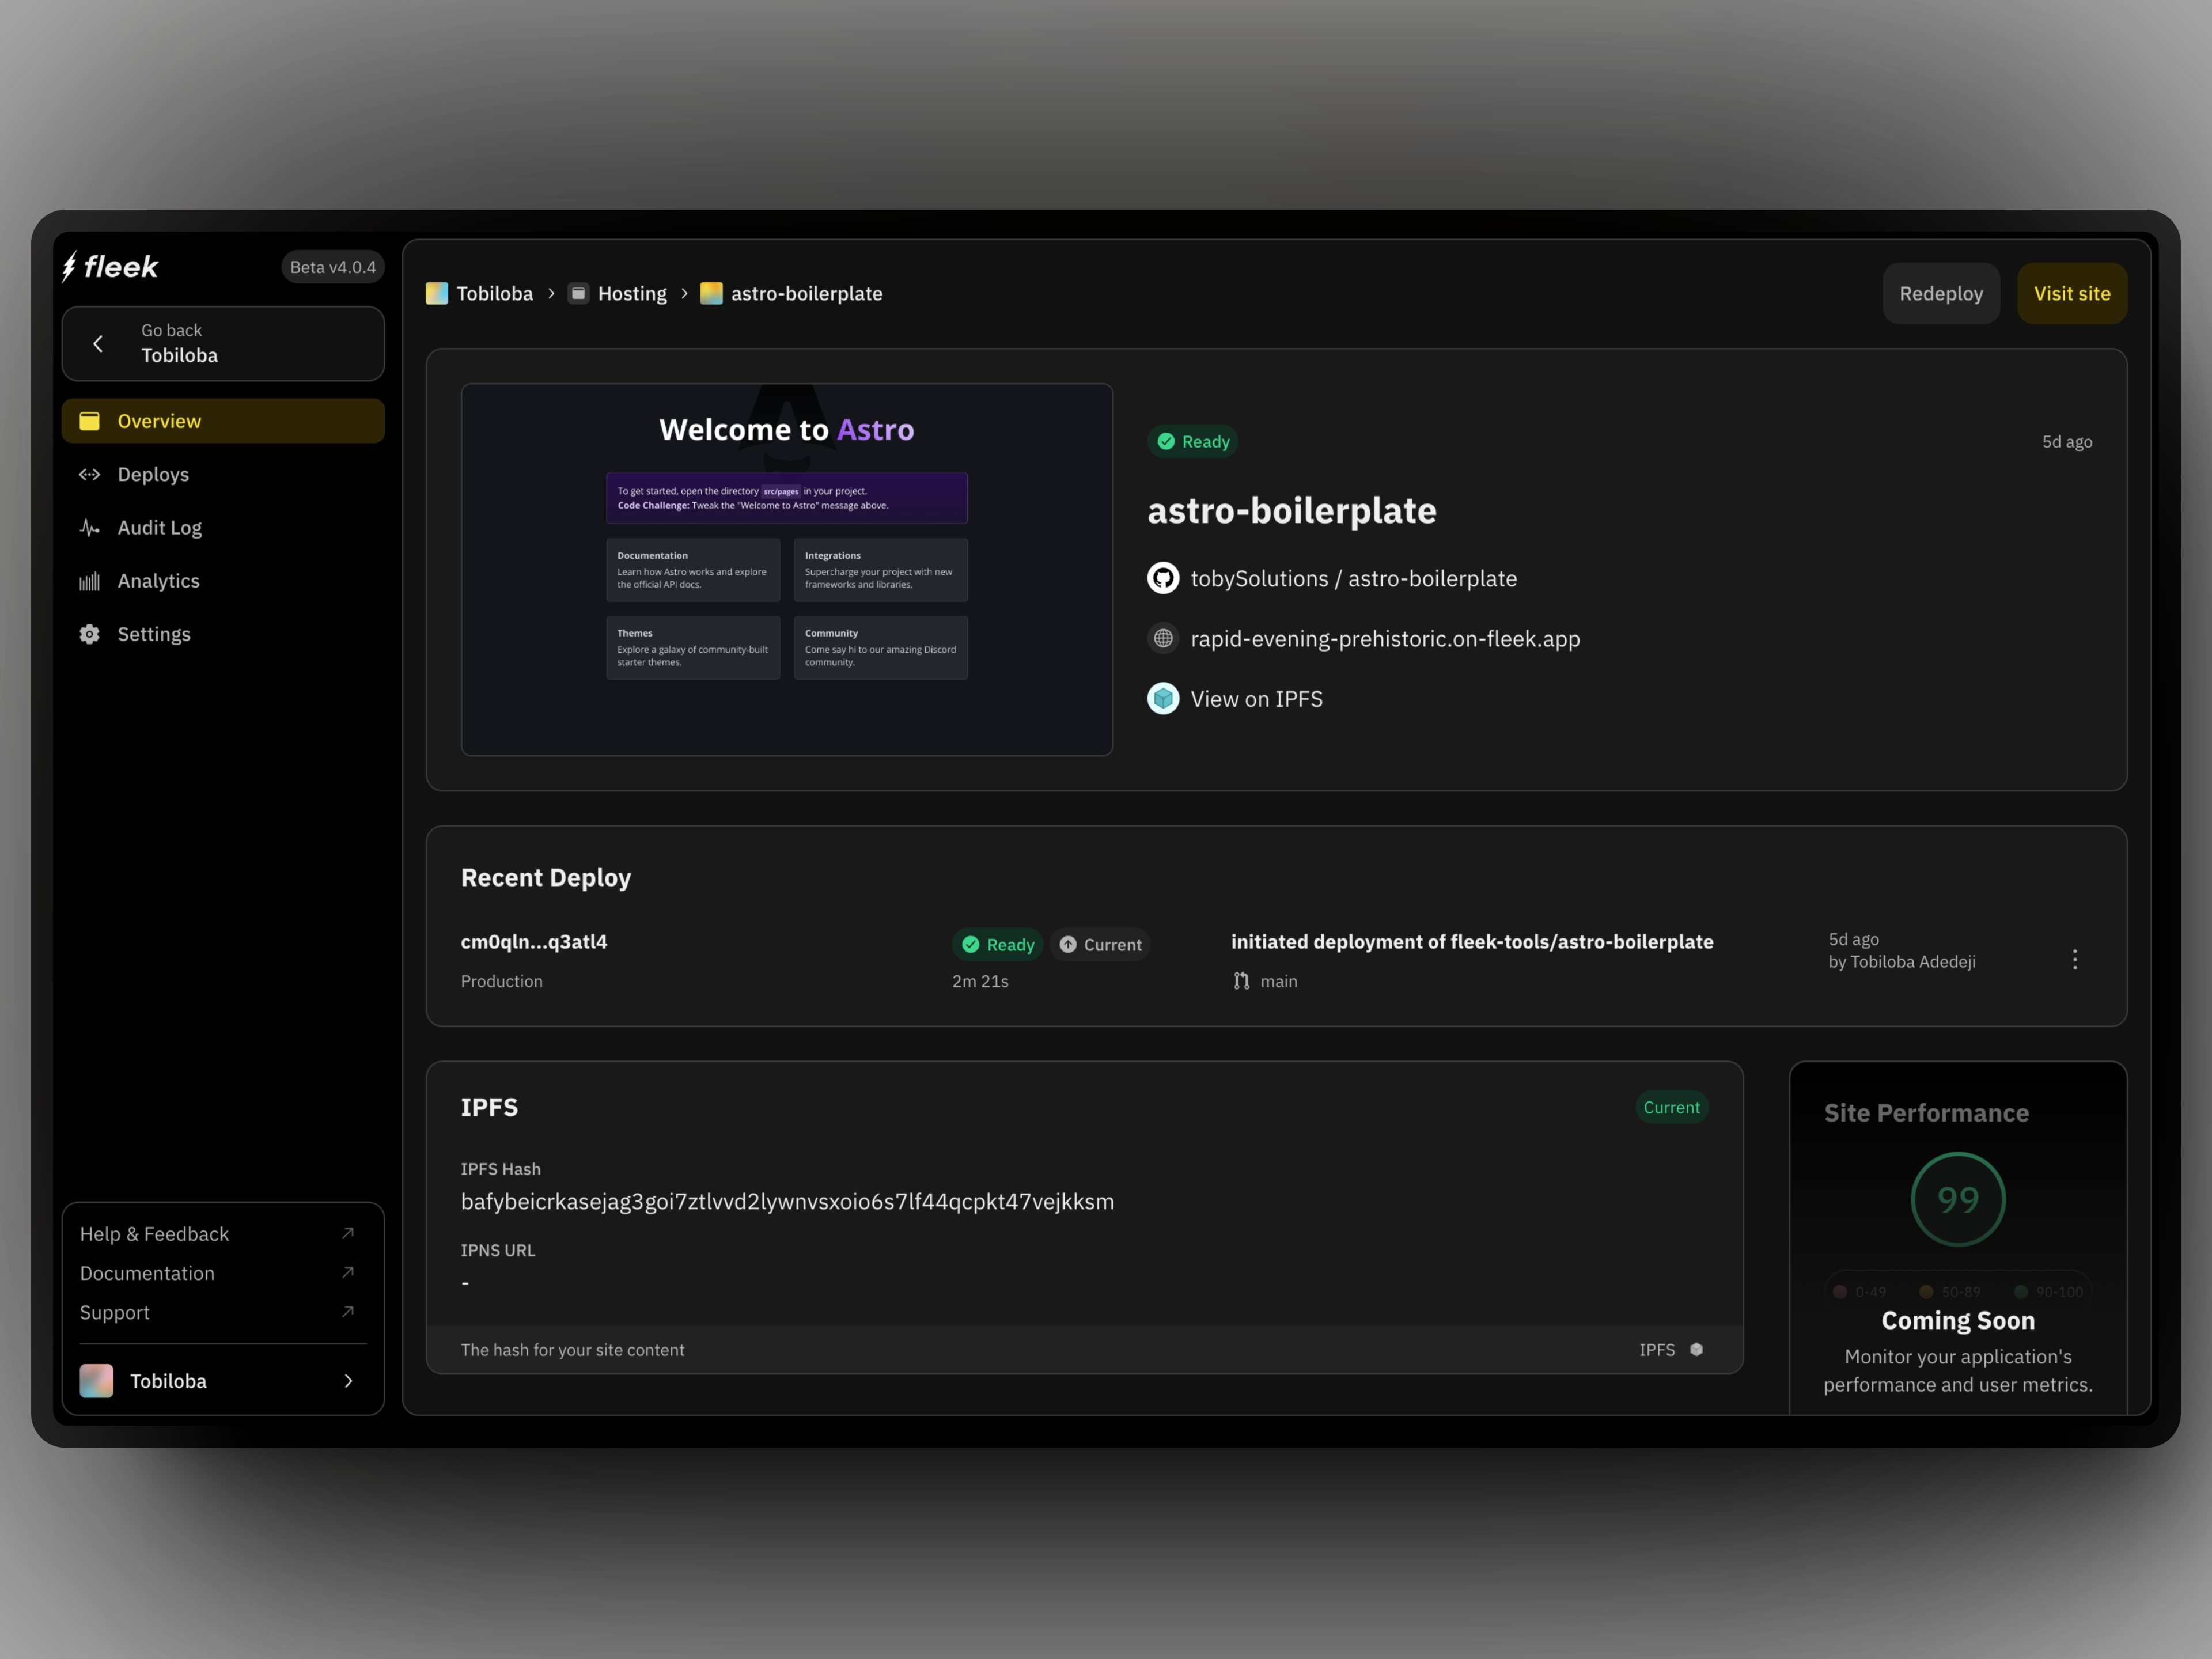 fleek
Beta v4.0.4
Go back
Tobiloba
Overview
Deploys
Audit Log
Analytics
Settings
Help & Feedback
Documentation
Support
Tobiloba
Tobiloba > Hosting > astro-boilerplate
Redeploy
Visit site
Welcome to Astro
To get started, open the directory src/pages in your project.
Code Challenge: Tweak the "Welcome to Astro" message above.
Documentation
Learn how Astro works and explore
the official API docs.
Integrations
Supercharge your project with new
frameworks and libraries.
Themes
Explore a galaxy of community-built
starter themes.
Community
Come say hi to our amazing Discord
community.
Ready
5d ago
astro-boilerplate
tobySolutions / astro-boilerplate
rapid-evening-prehistoric.on-fleek.app
View on IPFS
Recent Deploy
cm0qln...q3atl4
Production
Ready
Current
2m 21s
initiated deployment of fleek-tools/astro-boilerplate
main
5d ago
by Tobiloba Adedeji
IPFS
Current
IPFS Hash
bafybeicrkasejag3goi7ztlvvd2lywnvsxoio6s7lf44qcpkt47vejkksm
IPNS URL
-
The hash for your site content
IPFS
Site Performance
99
0-49
50-89
90-100
Coming Soon
Monitor your application's
performance and user metrics.